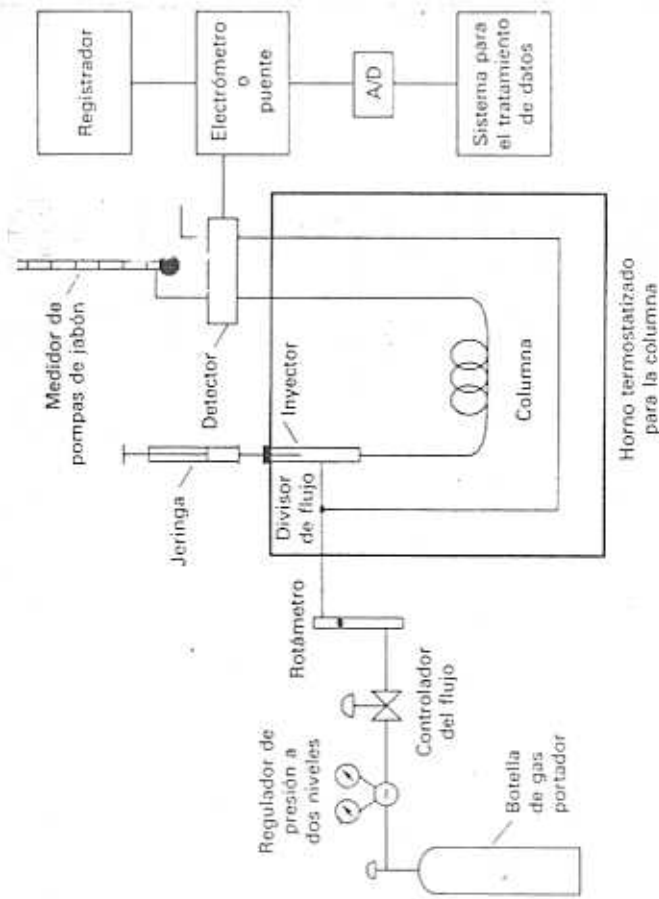 Registrador
Electrómetro
o
puente
A/D
Sistema para
el tratamiento
de datos
Medidor de
pompas de jabón
Detector
Jeringa
Inyector
Divisor
de flujo
Columna
Horno termostatizado
para la columna
Rotámetro
Regulador de
presión a
dos niveles
Controlador
del flujo
Botella
de gas
portador